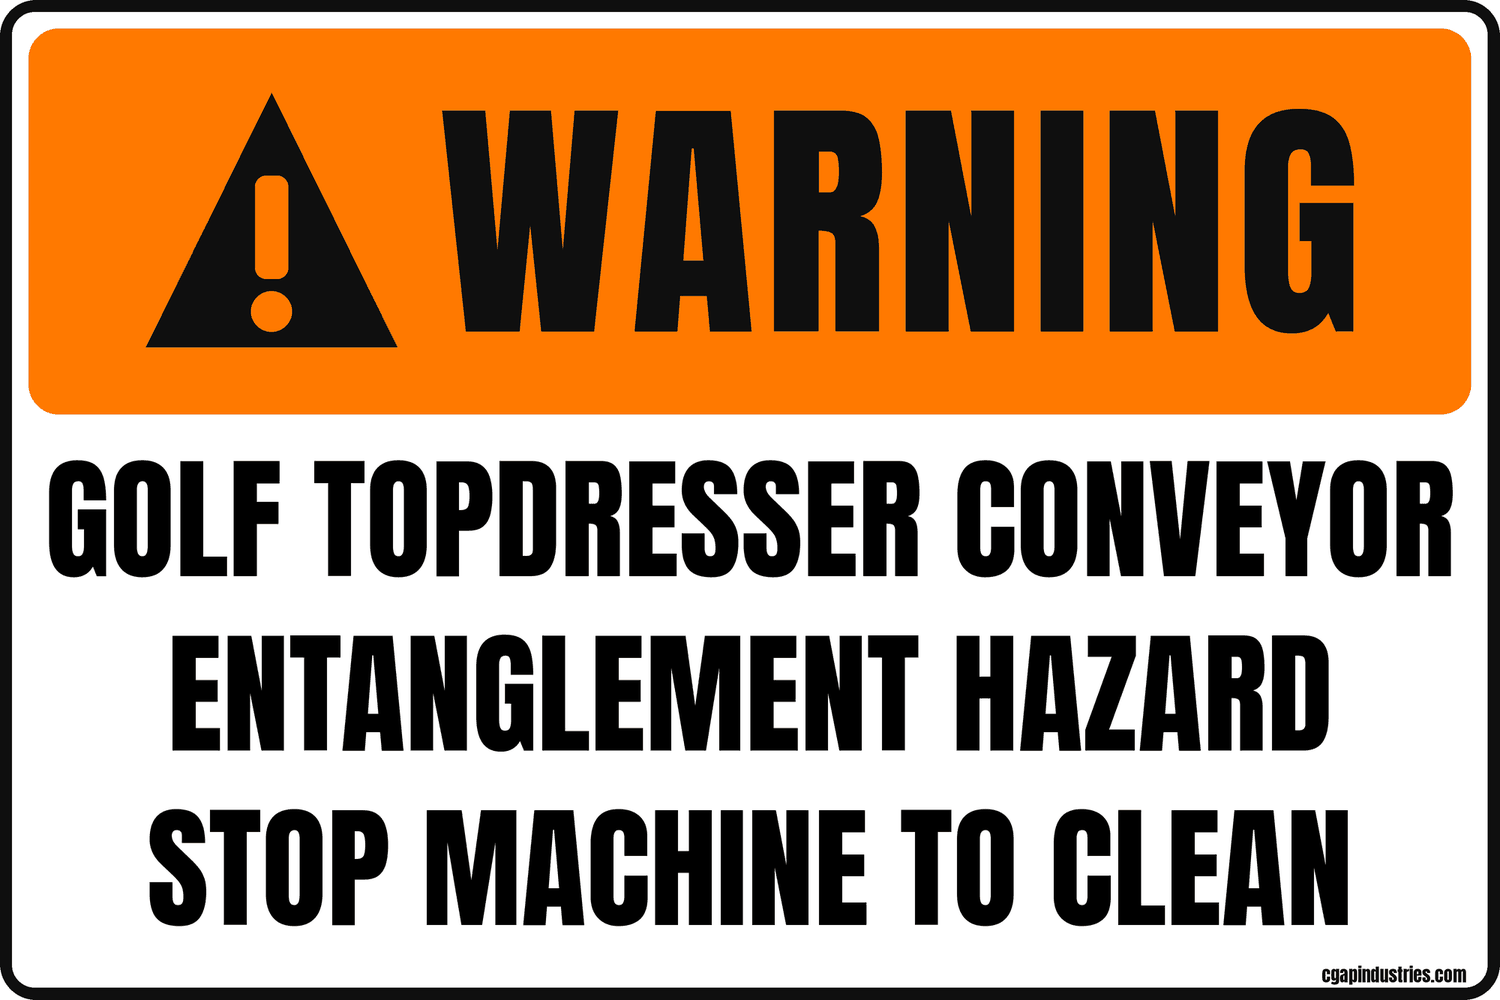 WARNING
GOLF TOPDRESSER CONVEYOR
ENTANGLEMENT HAZARD
STOP MACHINE TO CLEAN
cgapindustries.com